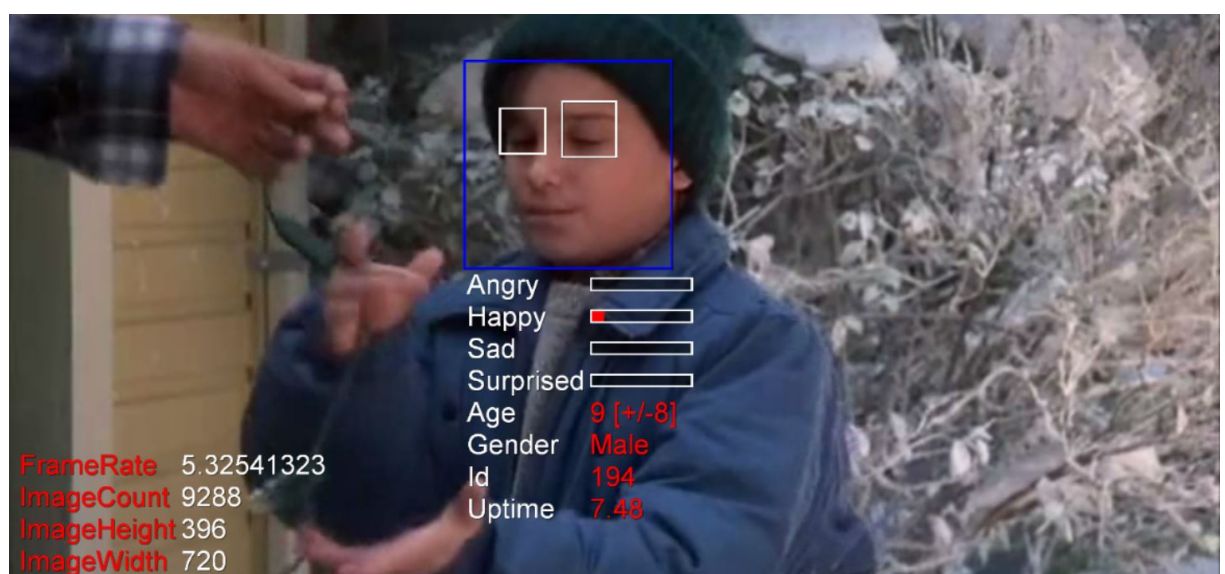 Angry
Happy
Sad
Surprised
Age 9 [+/-8]
Gender Male
Id 194
Uptime 7.48
FrameRate 5.32541323
ImageCount 9288
ImageHeight 396
ImageWidth 720